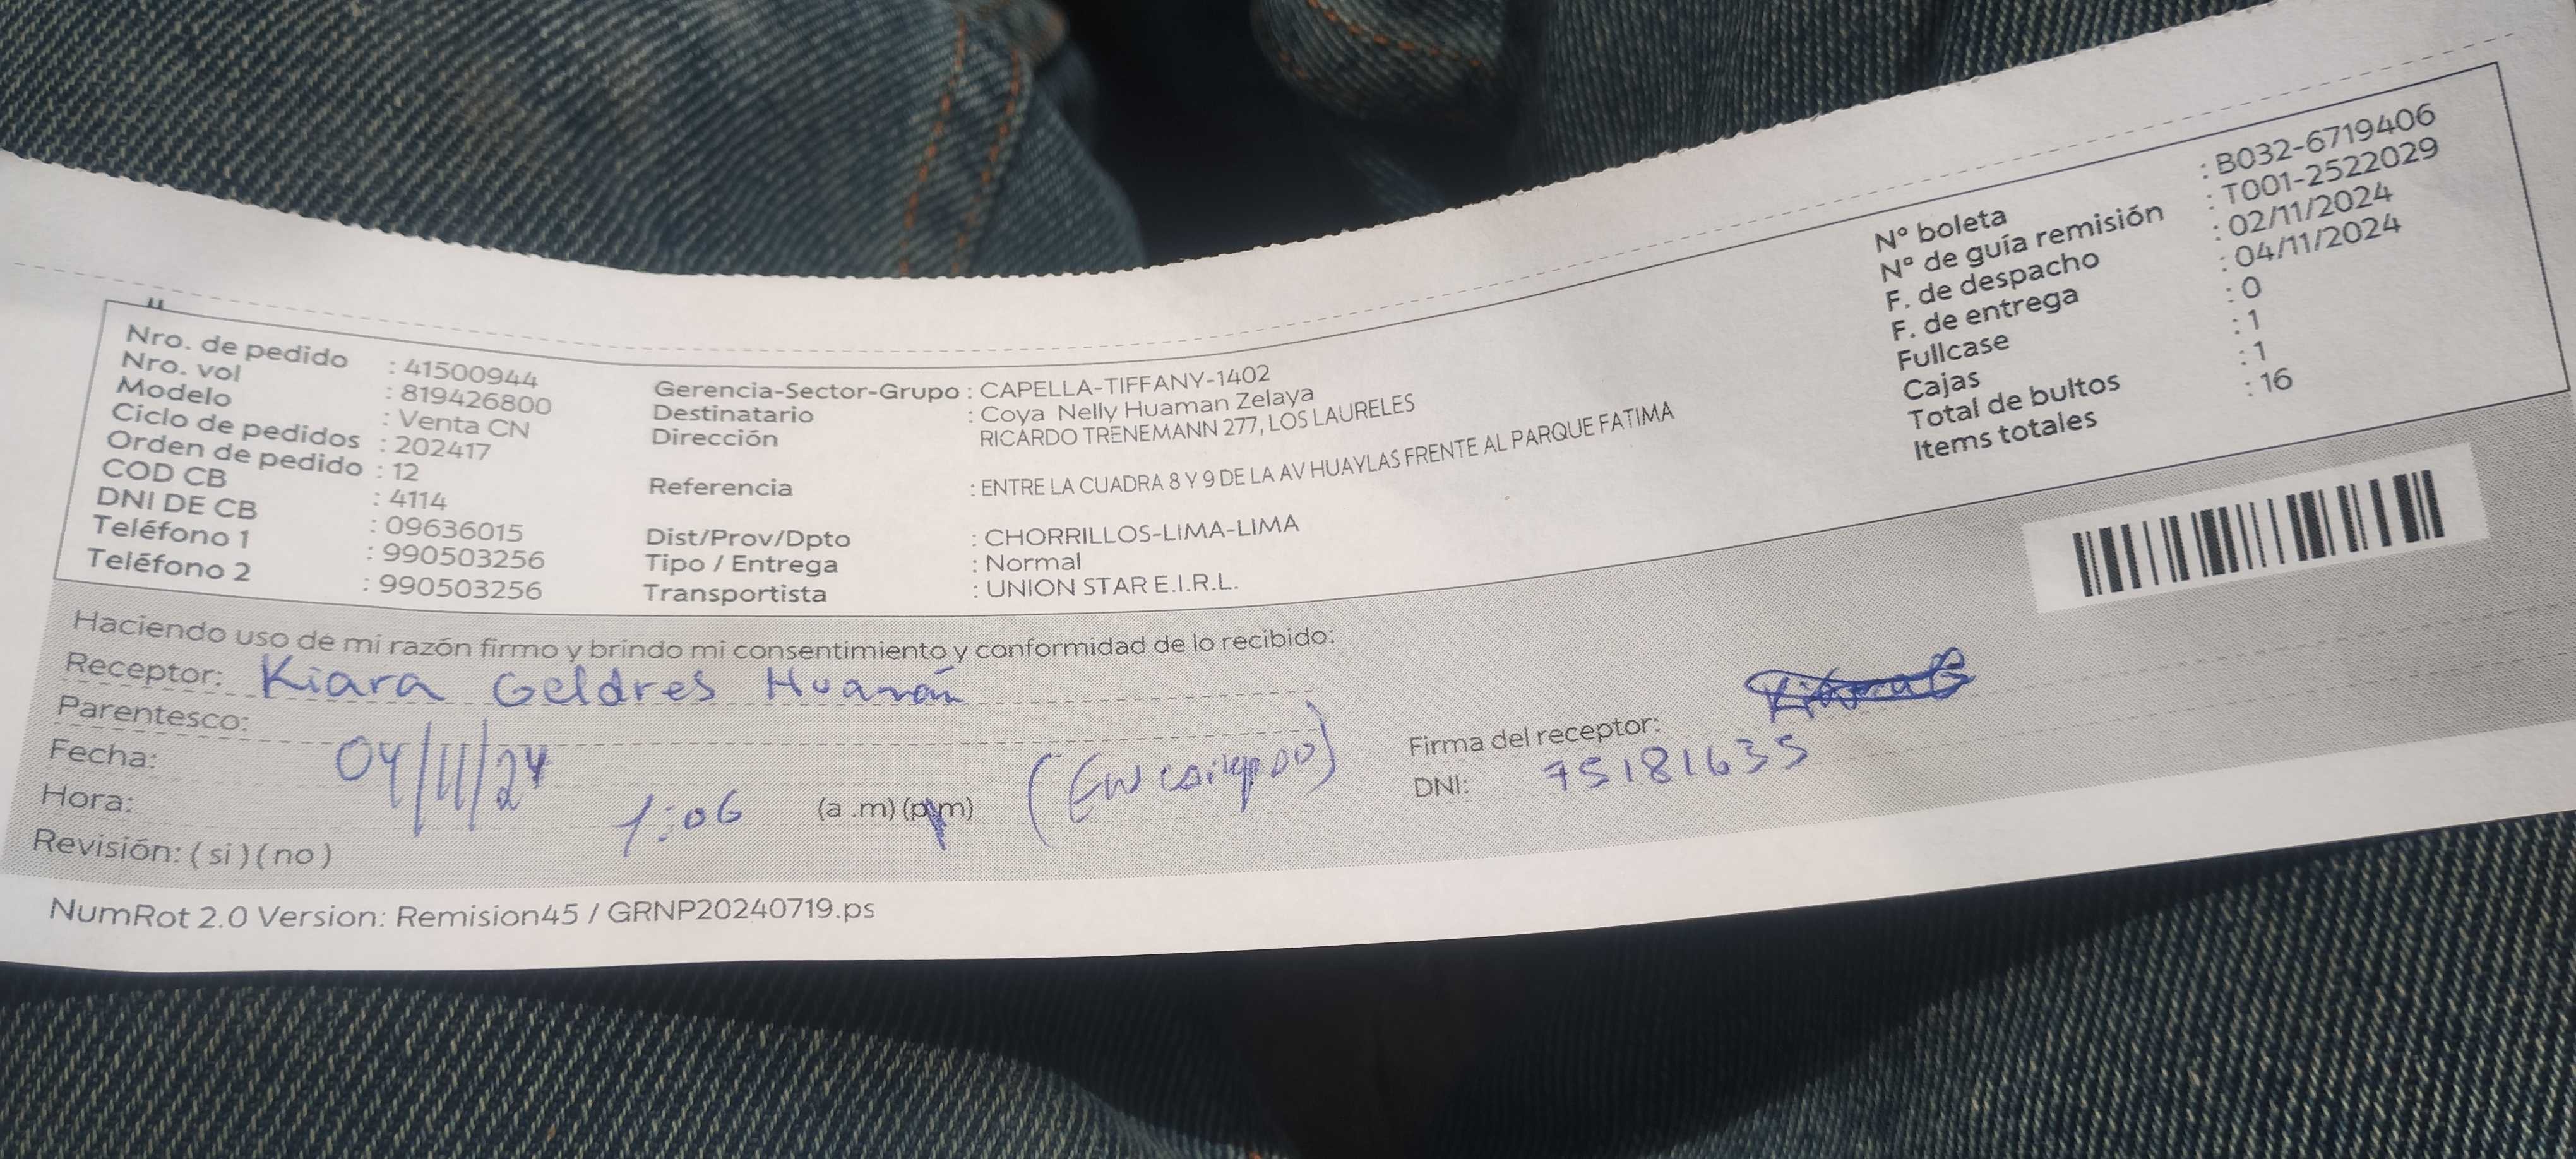 Nro. de pedido : 41500944
Nro. vol : 819426800
Modelo : Venta CN
Ciclo de pedidos : 202417
Orden de pedido : 12
COD CB : 4114
DNI DE CB : 09636015
Teléfono 1 : 990503256
Teléfono 2 : 990503256
Gerencia-Sector-Grupo : CAPELLA-TIFFANY-1402
Destinatario : Coya Nelly Huaman Zelaya
Dirección RICARDO TRENEMANN 277, LOS LAURELES
Referencia : ENTRE LA CUADRA 8 Y 9 DE LA AV HUAYLAS FRENTE AL PARQUE FATIMA
Dist/Prov/Dpto : CHORRILLOS-LIMA-LIMA
Tipo / Entrega : Normal
Transportista : UNION STAR E.I.R.L.
N° boleta : B032-6719406
N° de guía remisión : T001-2522029
F. de despacho : 02/11/2024
F. de entrega : 04/11/2024
Fullcase : 0
Cajas : 1
Total de bultos : 1
Items totales : 16
Haciendo uso de mi razón firmo y brindo mi consentimiento y conformidad de lo recibido:
Receptor: Kiara Geldres Huamán
Parentesco:
Fecha: 04/11/24
Hora: 1:06 (a .m) (p.m)
Revisión: ( si ) ( no )
Firma del receptor:
DNI: 75181635
NumRot 2.0 Version: Remision45 / GRNP20240719.ps